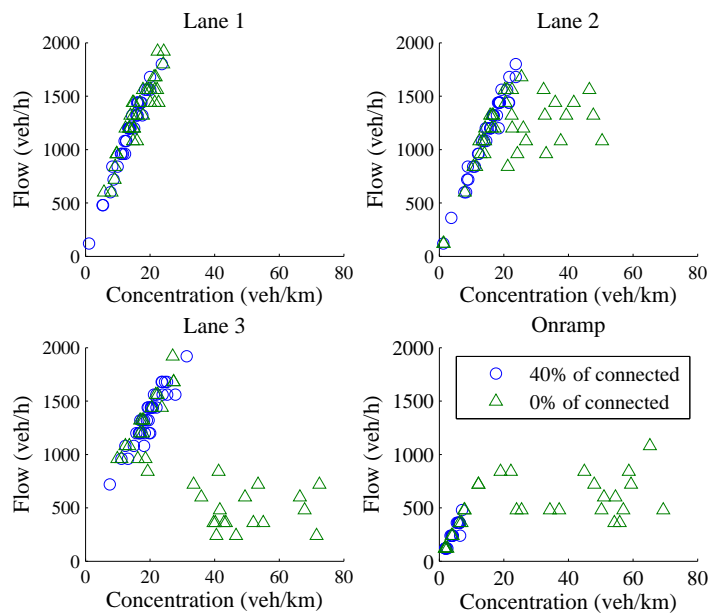 Lane 1
2000
1500
1000
500
0
Flow (veh/h)
0 20 40 60 80
Concentration (veh/km)
Lane 2
2000
1500
1000
500
0
Flow (veh/h)
0 20 40 60 80
Concentration (veh/km)
Lane 3
2000
1500
1000
500
0
Flow (veh/h)
0 20 40 60 80
Concentration (veh/km)
Onramp
2000
1500
1000
500
0
Flow (veh/h)
40% of connected
0% of connected
0 20 40 60 80
Concentration (veh/km)